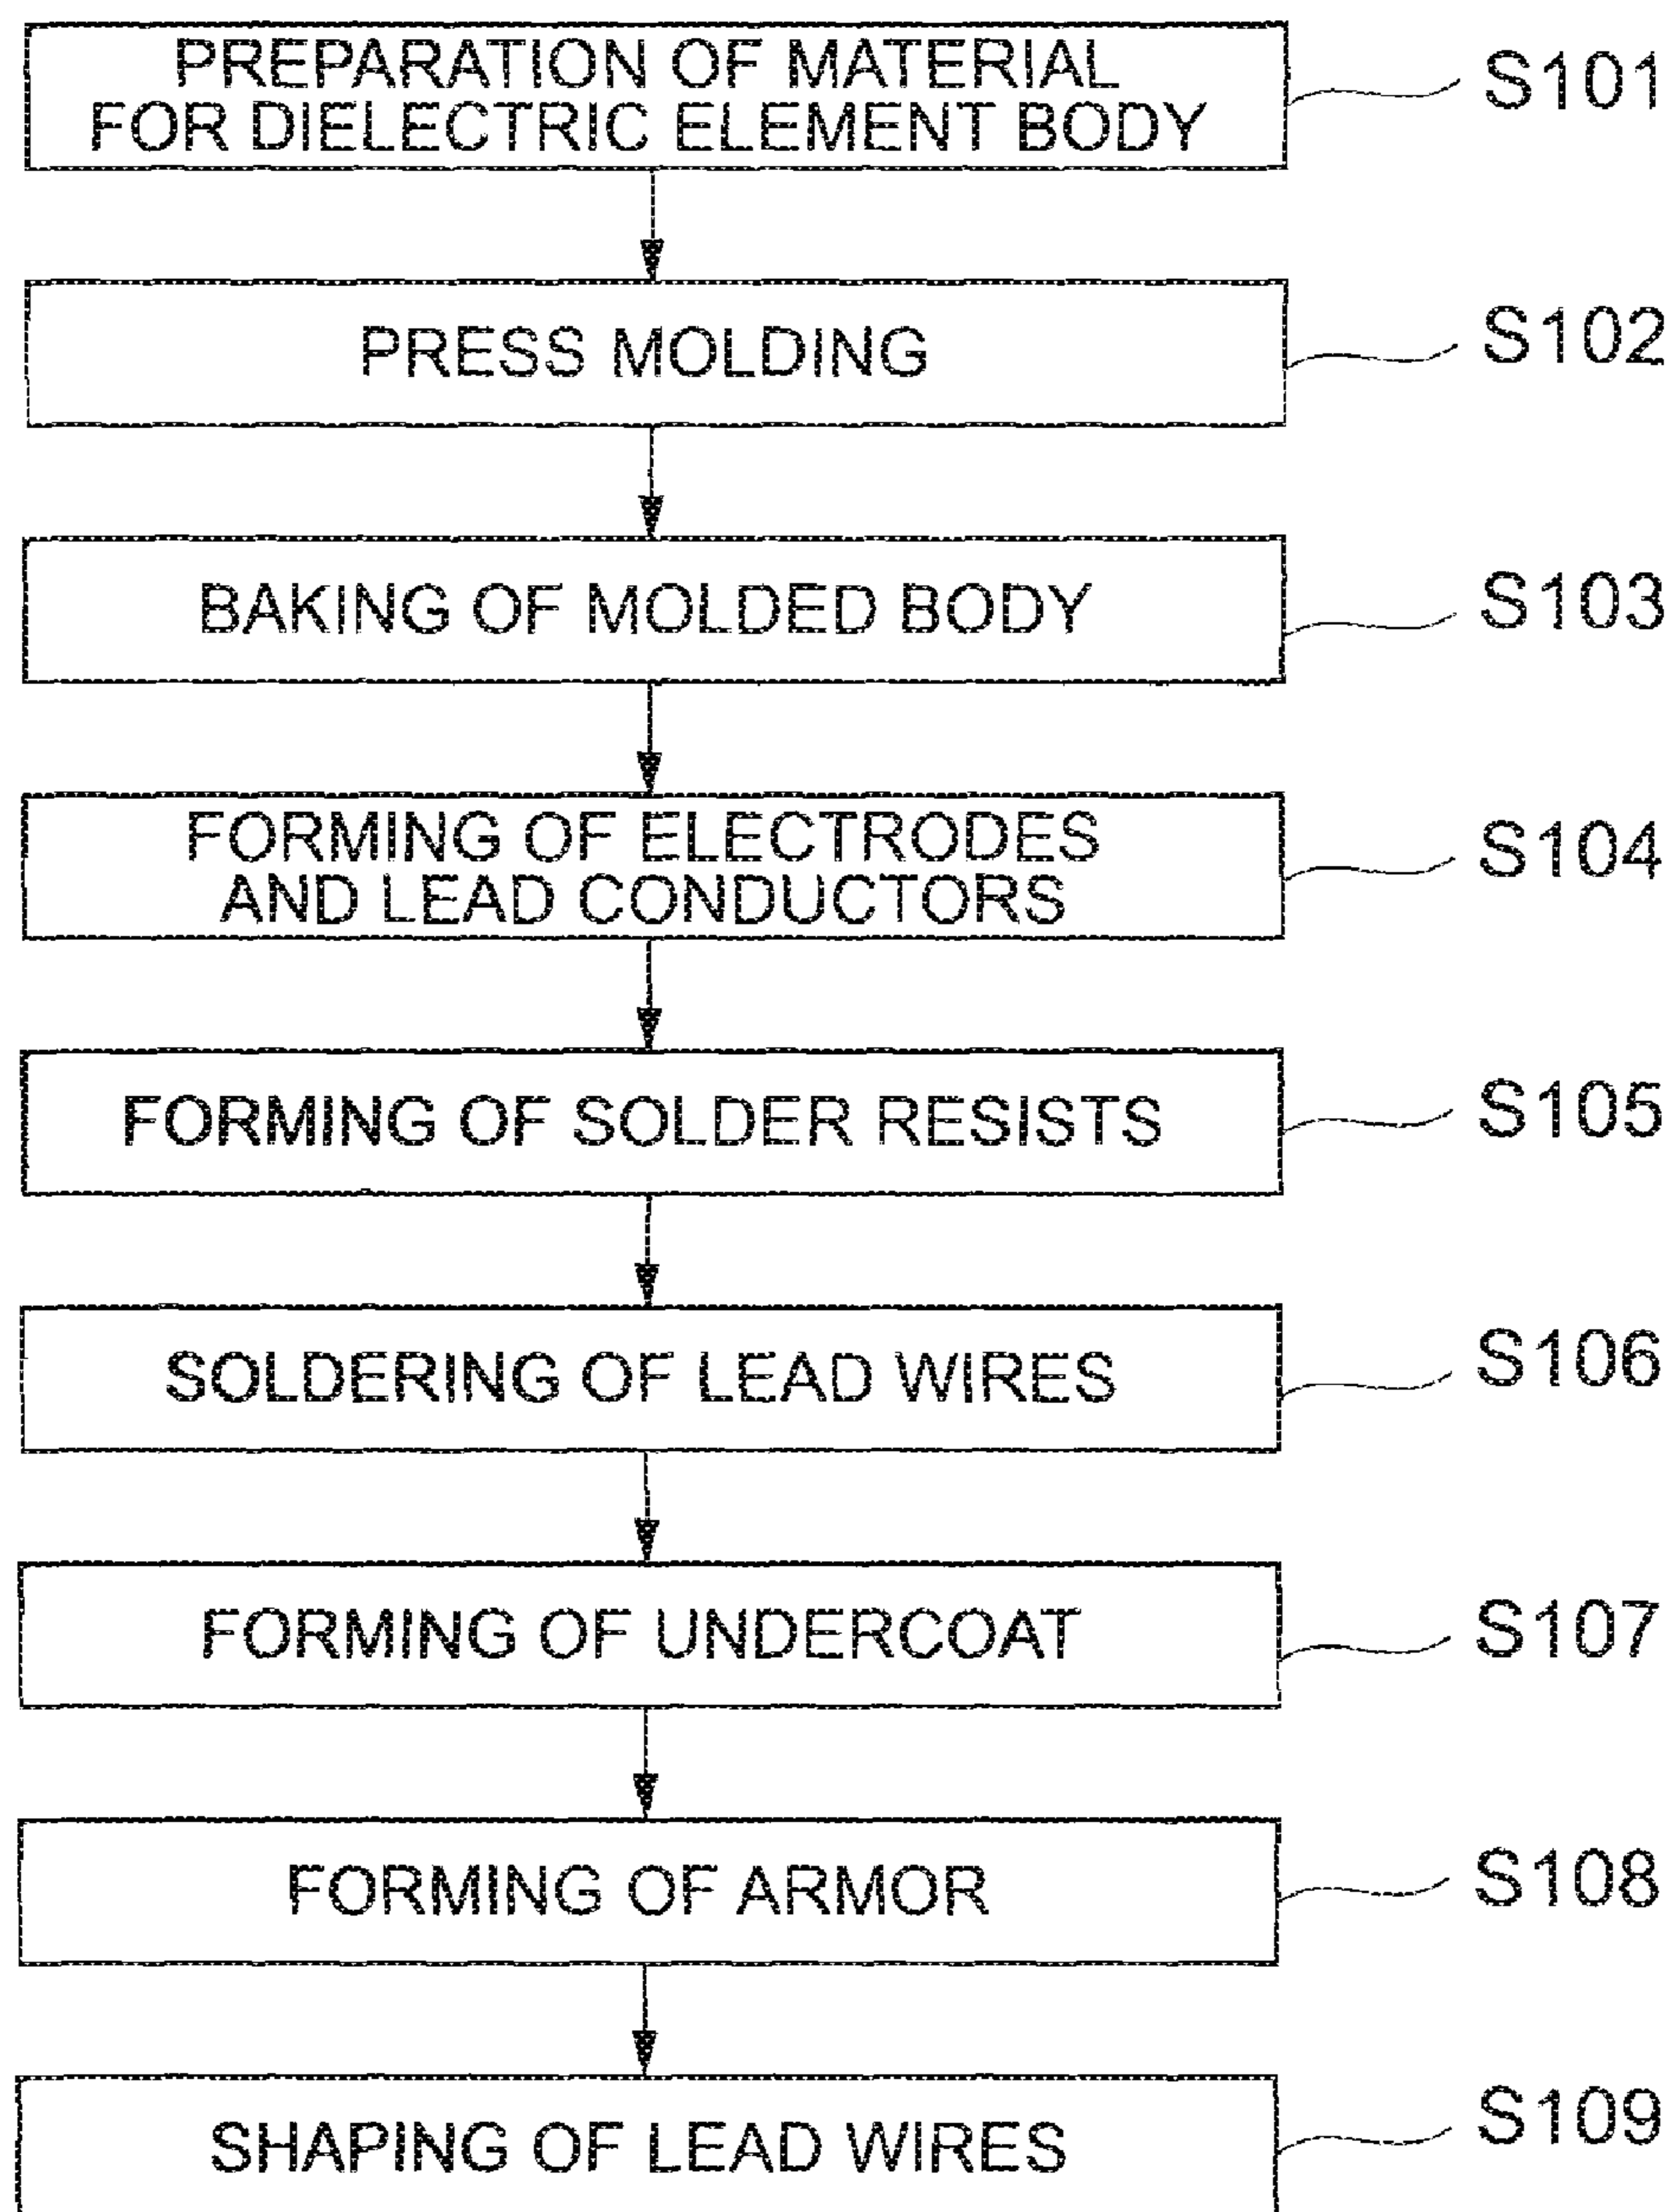 PREPARATION OF MATERIAL
FOR DIELECTRIC ELEMENT BODY
S101
PRESS MOLDING
S102
BAKING OF MOLDED BODY
S103
FORMING OF ELECTRODES
AND LEAD CONDUCTORS
S104
FORMING OF SOLDER RESISTS
S105
SOLDERING OF LEAD WIRES
S106
FORMING OF UNDERCOAT
S107
FORMING OF ARMOR
S108
SHAPING OF LEAD WIRES
S109